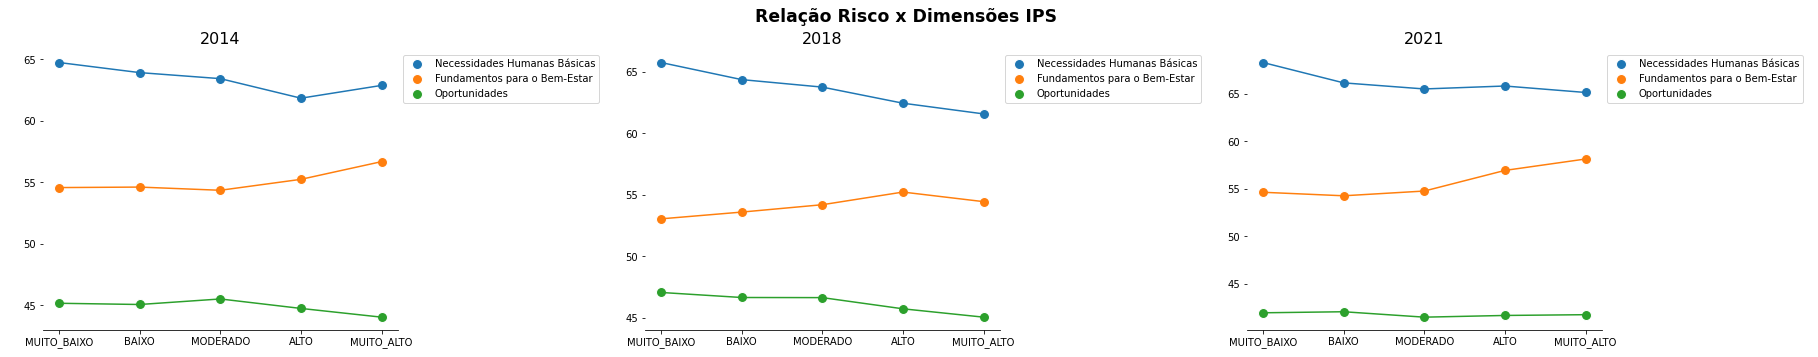 Relação Risco x Dimensões IPS
2014
65
60
55
50
45
MUITO_BAIXO
BAIXO
MODERADO
ALTO
MUITO_ALTO
Necessidades Humanas Básicas
Fundamentos para o Bem-Estar
Oportunidades
2018
65
60
55
50
45
MUITO_BAIXO
BAIXO
MODERADO
ALTO
MUITO_ALTO
Necessidades Humanas Básicas
Fundamentos para o Bem-Estar
Oportunidades
2021
65
60
55
50
45
MUITO_BAIXO
BAIXO
MODERADO
ALTO
MUITO_ALTO
Necessidades Humanas Básicas
Fundamentos para o Bem-Estar
Oportunidades